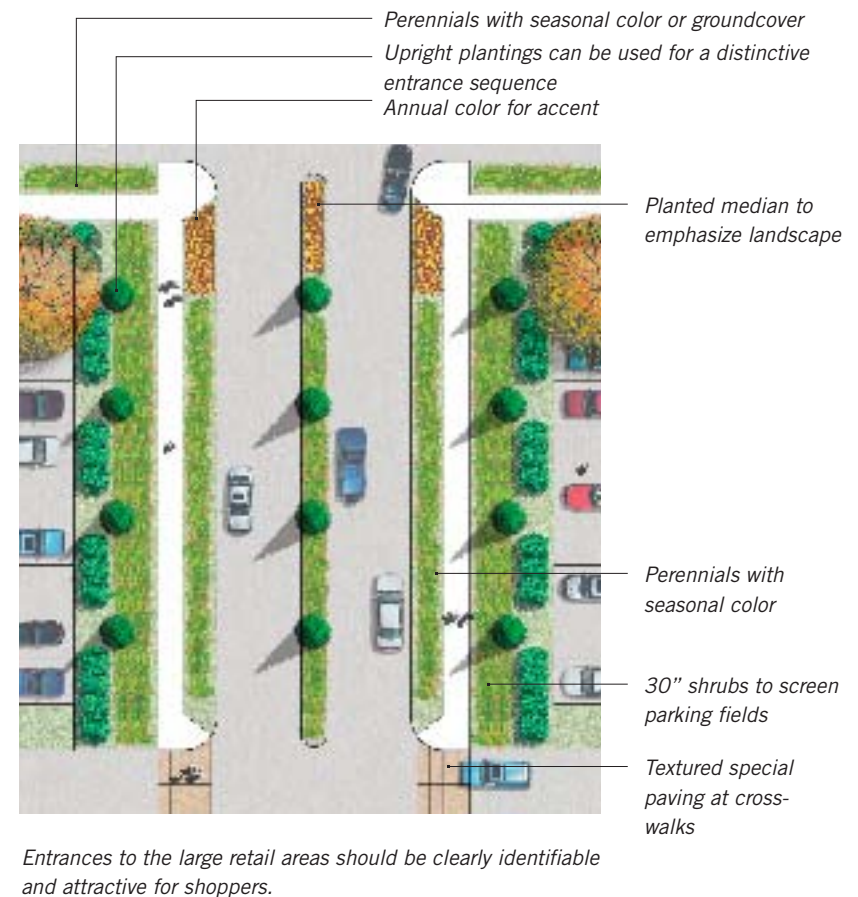 Perennials with seasonal color or groundcover
Upright plantings can be used for a distinctive
entrance sequence
Annual color for accent
Planted median to
emphasize landscape
Perennials with
seasonal color
30” shrubs to screen
parking fields
Textured special
paving at cross-
walks
Entrances to the large retail areas should be clearly identifiable
and attractive for shoppers.